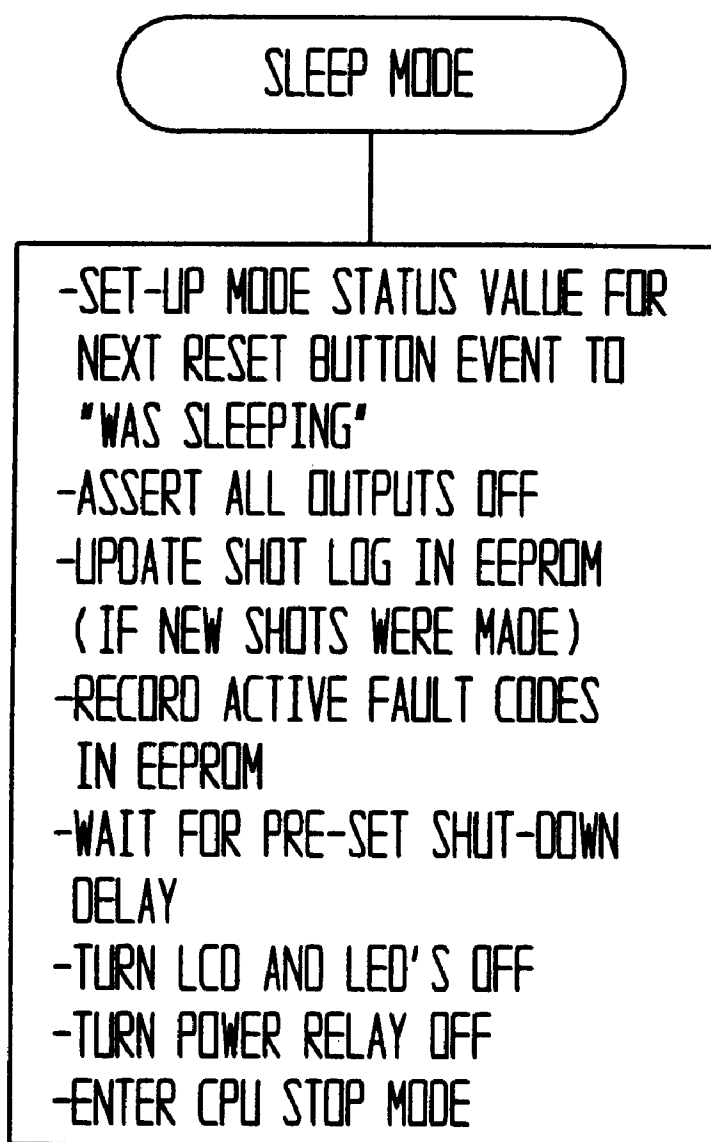 SLEEP MODE
-SET-UP MODE STATUS VALUE FOR
NEXT RESET BUTTON EVENT TO
"WAS SLEEPING"
-ASSERT ALL OUTPUTS OFF
-UPDATE SHOT LOG IN EEPROM
(IF NEW SHOTS WERE MADE)
-RECORD ACTIVE FAULT CODES
IN EEPROM
-WAIT FOR PRE-SET SHUT-DOWN
DELAY
-TURN LCD AND LED'S OFF
-TURN POWER RELAY OFF
-ENTER CPU STOP MODE